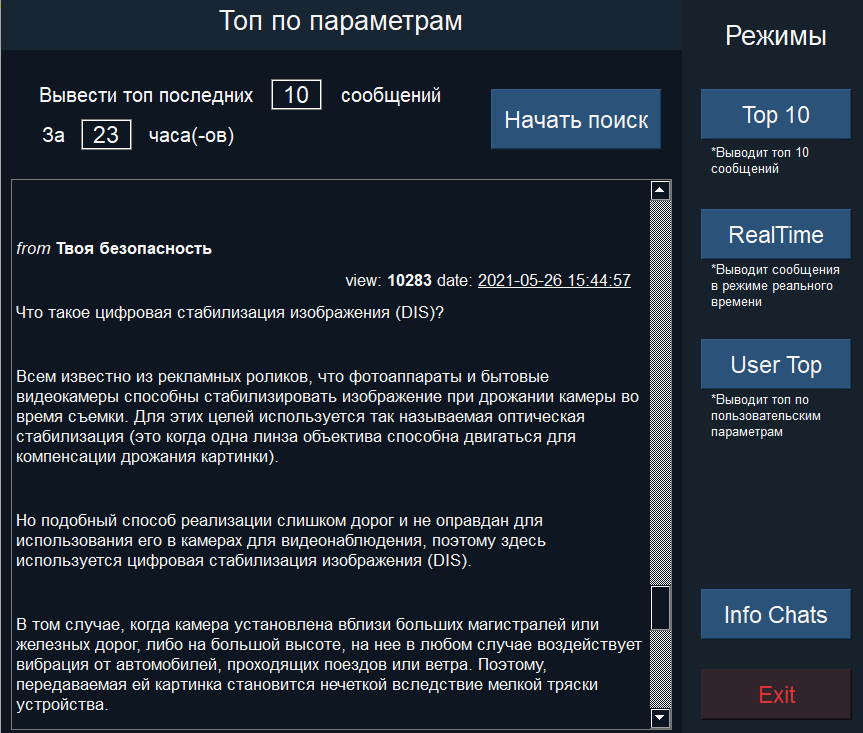 Топ по параметрам
Режимы
Вывести топ последних 10 сообщений
За 23 часа(-ов)
Начать поиск
Top 10
*Выводит топ 10
сообщений
RealTime
*Выводит сообщения
в режиме реального
времени
User Top
*Выводит топ по
пользовательским
параметрам
Info Chats
Exit
from Твоя безопасность
view: 10283 date: 2021-05-26 15:44:57
Что такое цифровая стабилизация изображения (DIS)?
Всем известно из рекламных роликов, что фотоаппараты и бытовые
видеокамеры способны стабилизировать изображение при дрожании камеры во
время съемки. Для этих целей используется так называемая оптическая
стабилизация (это когда одна линза объектива способна двигаться для
компенсации дрожания картинки).
Но подобный способ реализации слишком дорог и не оправдан для
использования его в камерах для видеонаблюдения, поэтому здесь
используется цифровая стабилизация изображения (DIS).
В том случае, когда камера установлена вблизи больших магистралей или
железных дорог, либо на большой высоте, на нее в любом случае воздействует
вибрация от автомобилей, проходящих поездов или ветра. Поэтому,
передаваемая ей картинка становится нечеткой вследствие мелкой тряски
устройства.